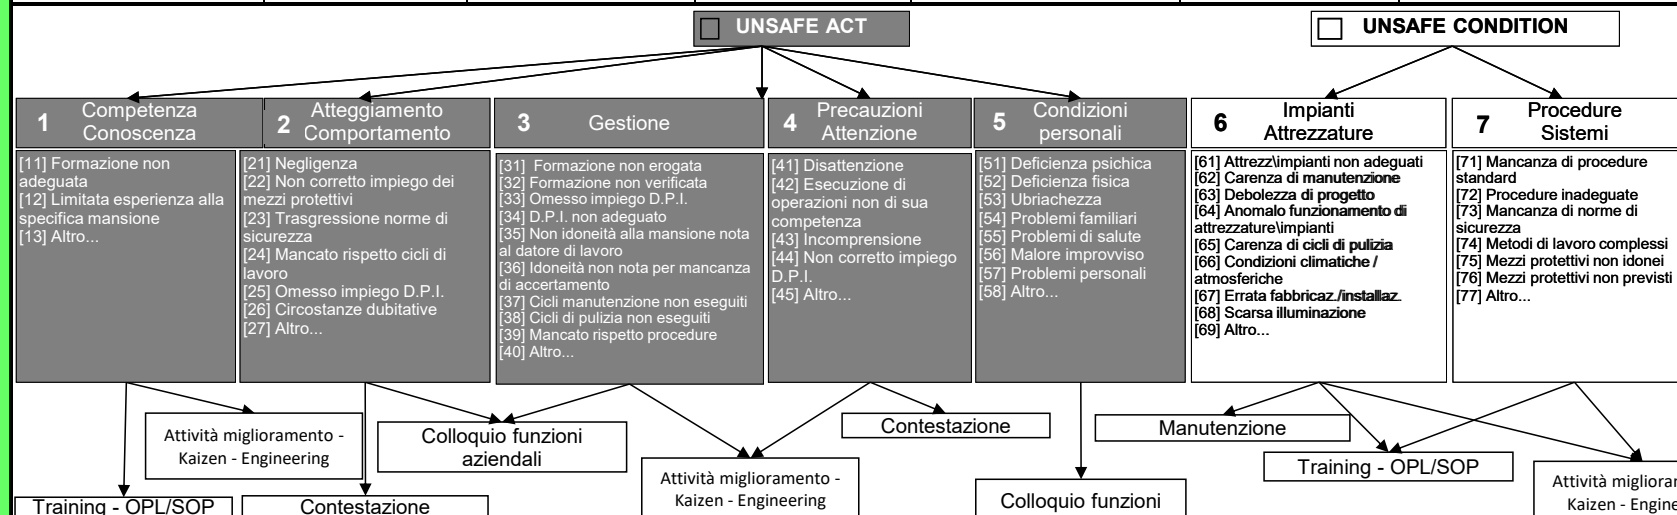 UNSAFE ACT
UNSAFE CONDITION
1
Competenza
Conoscenza
2
Atteggiamento
Comportamento
3
Gestione
4
Precauzioni
Attenzione
5
Condizioni
personali
6
Impianti
Attrezzature
7
Procedure
Sistemi
[11] Formazione non
adeguata
[12] Limitata esperienza alla
specifica mansione
[13] Altro...
[21] Negligenza
[22] Non corretto impiego dei
mezzi protettivi
[23] Trasgressione norme di
sicurezza
[24] Mancato rispetto cicli di
lavoro
[25] Omesso impiego D.P.I.
[26] Circostanze dubitative
[27] Altro...
[31] Formazione non erogata
[32] Formazione non verificata
[33] Omesso impiego D.P.I.
[34] D.P.I. non adeguato
[35] Non idoneità alla mansione nota
al datore di lavoro
[36] Idoneità non nota per mancanza
di accertamento
[37] Cicli manutenzione non eseguiti
[38] Cicli di pulizia non eseguiti
[39] Mancato rispetto procedure
[40] Altro...
[41] Disattenzione
[42] Esecuzione di
operazioni non di sua
competenza
[43] Incomprensione
[44] Non corretto impiego
D.P.I.
[45] Altro...
[51] Deficienza psichica
[52] Deficienza fisica
[53] Ubriachezza
[54] Problemi familiari
[55] Problemi di salute
[56] Malore improvviso
[57] Problemi personali
[58] Altro...
[61] Attrezz\impianti non adeguati
[62] Carenza di manutenzione
[63] Debolezza di progetto
[64] Anomalo funzionamento di
attrezzature\impianti
[65] Carenza di cicli di pulizia
[66] Condizioni climatiche /
atmosferiche
[67] Errata fabbricaz./installaz.
[68] Scarsa illuminazione
[69] Altro...
[71] Mancanza di procedure
standard
[72] Procedure inadeguate
[73] Mancanza di norme di
sicurezza
[74] Metodi di lavoro complessi
[75] Mezzi protettivi non idonei
[76] Mezzi protettivi non previsti
[77] Altro...
Attività miglioramento -
Kaizen - Engineering
Colloquio funzioni
aziendali
Contestazione
Manutenzione
Training - OPL/SOP
Attività miglioramento -
Kaizen - Engineering
Attività migliorar
Kaizen - Engine
Training - OPL/SOP
Contestazione
Colloquio funzioni